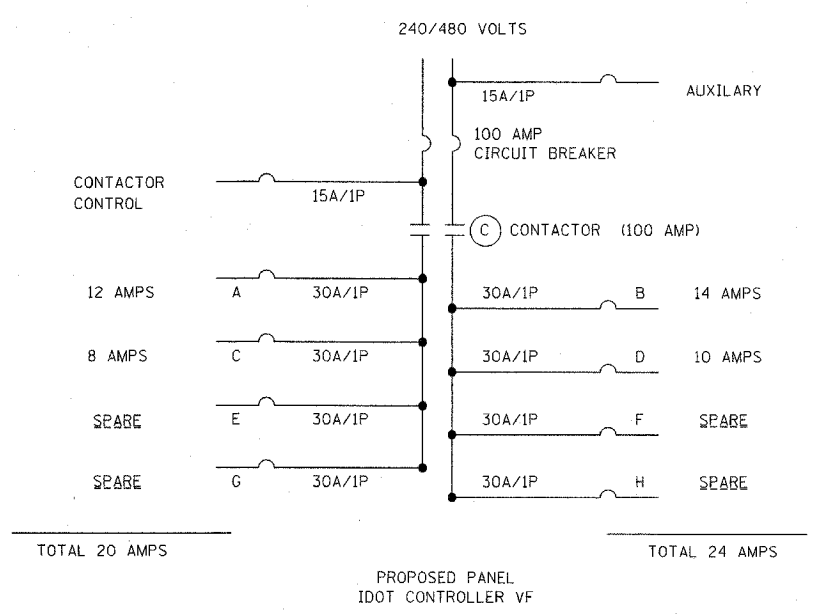 240/480 VOLTS
15A/1P
AUXILARY
100 AMP
CIRCUIT BREAKER
CONTACTOR
CONTROL
15A/1P
C
CONTACTOR (100 AMP)
12 AMPS A 30A/1P
30A/1P B 14 AMPS
8 AMPS C 30A/1P
30A/1P D 10 AMPS
SPARE E 30A/1P
30A/1P F SPARE
SPARE G 30A/1P
30A/1P H SPARE
TOTAL 20 AMPS
TOTAL 24 AMPS
PROPOSED PANEL
IDOT CONTROLLER VF